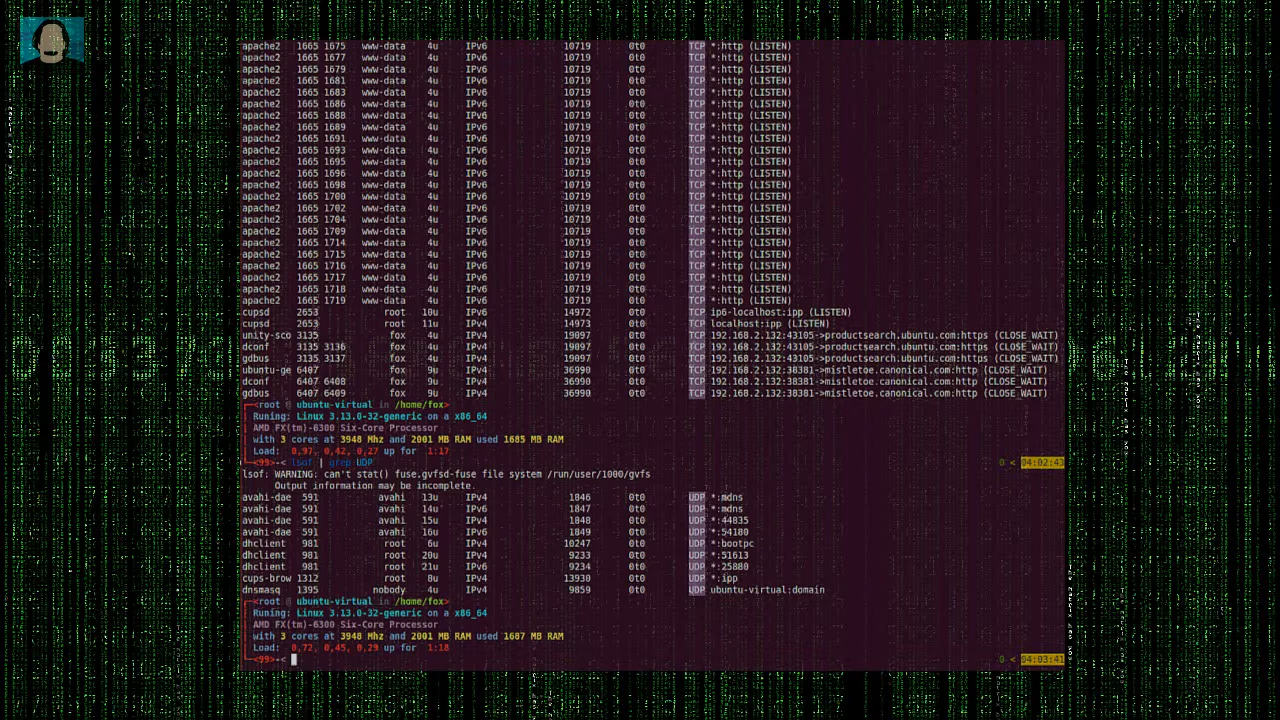 apache2 1665 1675 www-data 4u IPv6 10719 0t0 TCP *:http (LISTEN)
apache2 1665 1677 www-data 4u IPv6 10719 0t0 TCP *:http (LISTEN)
apache2 1665 1679 www-data 4u IPv6 10719 0t0 TCP *:http (LISTEN)
apache2 1665 1681 www-data 4u IPv6 10719 0t0 TCP *:http (LISTEN)
apache2 1665 1683 www-data 4u IPv6 10719 0t0 TCP *:http (LISTEN)
apache2 1665 1686 www-data 4u IPv6 10719 0t0 TCP *:http (LISTEN)
apache2 1665 1688 www-data 4u IPv6 10719 0t0 TCP *:http (LISTEN)
apache2 1665 1689 www-data 4u IPv6 10719 0t0 TCP *:http (LISTEN)
apache2 1665 1691 www-data 4u IPv6 10719 0t0 TCP *:http (LISTEN)
apache2 1665 1693 www-data 4u IPv6 10719 0t0 TCP *:http (LISTEN)
apache2 1665 1695 www-data 4u IPv6 10719 0t0 TCP *:http (LISTEN)
apache2 1665 1696 www-data 4u IPv6 10719 0t0 TCP *:http (LISTEN)
apache2 1665 1698 www-data 4u IPv6 10719 0t0 TCP *:http (LISTEN)
apache2 1665 1700 www-data 4u IPv6 10719 0t0 TCP *:http (LISTEN)
apache2 1665 1702 www-data 4u IPv6 10719 0t0 TCP *:http (LISTEN)
apache2 1665 1704 www-data 4u IPv6 10719 0t0 TCP *:http (LISTEN)
apache2 1665 1709 www-data 4u IPv6 10719 0t0 TCP *:http (LISTEN)
apache2 1665 1714 www-data 4u IPv6 10719 0t0 TCP *:http (LISTEN)
apache2 1665 1715 www-data 4u IPv6 10719 0t0 TCP *:http (LISTEN)
apache2 1665 1716 www-data 4u IPv6 10719 0t0 TCP *:http (LISTEN)
apache2 1665 1717 www-data 4u IPv6 10719 0t0 TCP *:http (LISTEN)
apache2 1665 1718 www-data 4u IPv6 10719 0t0 TCP *:http (LISTEN)
apache2 1665 1719 www-data 4u IPv6 10719 0t0 TCP *:http (LISTEN)
cupsd 2653 root 10u IPv6 14972 0t0 TCP ip6-localhost:ipp (LISTEN)
cupsd 2653 root 11u IPv4 14973 0t0 TCP localhost:ipp (LISTEN)
unity-sco 3135 fox 4u IPv4 19097 0t0 TCP 192.168.2.132:43105->productsearch.ubuntu.com:https (CLOSE_WAIT)
dconf 3135 3136 fox 4u IPv4 19097 0t0 TCP 192.168.2.132:43105->productsearch.ubuntu.com:https (CLOSE_WAIT)
gdbus 3135 3137 fox 4u IPv4 19097 0t0 TCP 192.168.2.132:43105->productsearch.ubuntu.com:https (CLOSE_WAIT)
ubuntu-ge 6407 fox 9u IPv4 36990 0t0 TCP 192.168.2.132:38381->mistletoe.canonical.com:http (CLOSE_WAIT)
dconf 6407 6408 fox 9u IPv4 36990 0t0 TCP 192.168.2.132:38381->mistletoe.canonical.com:http (CLOSE_WAIT)
gdbus 6407 6409 fox 9u IPv4 36990 0t0 TCP 192.168.2.132:38381->mistletoe.canonical.com:http (CLOSE_WAIT)
<root @ ubuntu-virtual in /home/fox>
Runing: Linux 3.13.0-32-generic on a x86_64
AMD FX(tm)-6300 Six-Core Processor
with 3 cores at 3948 Mhz and 2001 MB RAM used 1685 MB RAM
Load: 0,97, 0,42, 0,27 up for 1:17
<99>-< lsof | grep UDP 0 < 04:02:43
lsof: WARNING: can't stat() fuse.gvfsd-fuse file system /run/user/1000/gvfs
Output information may be incomplete.
avahi-dae 591 avahi 13u IPv4 1846 0t0 UDP *:mdns
avahi-dae 591 avahi 14u IPv6 1847 0t0 UDP *:mdns
avahi-dae 591 avahi 15u IPv4 1848 0t0 UDP *:44835
avahi-dae 591 avahi 16u IPv6 1849 0t0 UDP *:54180
dhclient 981 root 6u IPv4 10247 0t0 UDP *:bootpc
dhclient 981 root 20u IPv4 9233 0t0 UDP *:51613
dhclient 981 root 21u IPv6 9234 0t0 UDP *:25880
cups-brow 1312 root 8u IPv4 13930 0t0 UDP *:ipp
dnsmasq 1395 nobody 4u IPv4 9859 0t0 UDP ubuntu-virtual:domain
<root @ ubuntu-virtual in /home/fox>
Runing: Linux 3.13.0-32-generic on a x86_64
AMD FX(tm)-6300 Six-Core Processor
with 3 cores at 3948 Mhz and 2001 MB RAM used 1687 MB RAM
Load: 0,72, 0,45, 0,29 up for 1:18
<99>-< 0 < 04:03:41